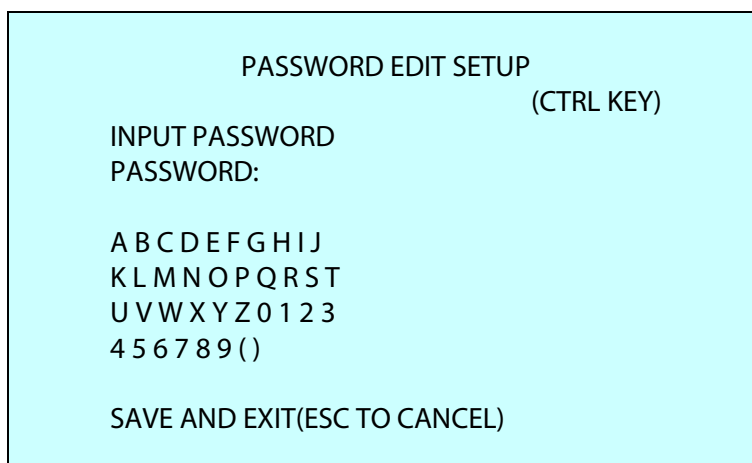 PASSWORD EDIT SETUP
(CTRL KEY)
INPUT PASSWORD
PASSWORD:
A B C D E F G H I J
K L M N O P Q R S T
U V W X Y Z 0 1 2 3
4 5 6 7 8 9 ( )
SAVE AND EXIT(ESC TO CANCEL)